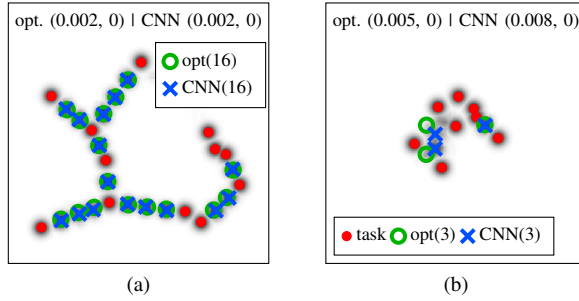 opt. (0.002, 0) | CNN (0.002, 0)
opt(16)
CNN(16)
(a)
opt. (0.005, 0) | CNN (0.008, 0)
task opt(3) CNN(3)
(b)